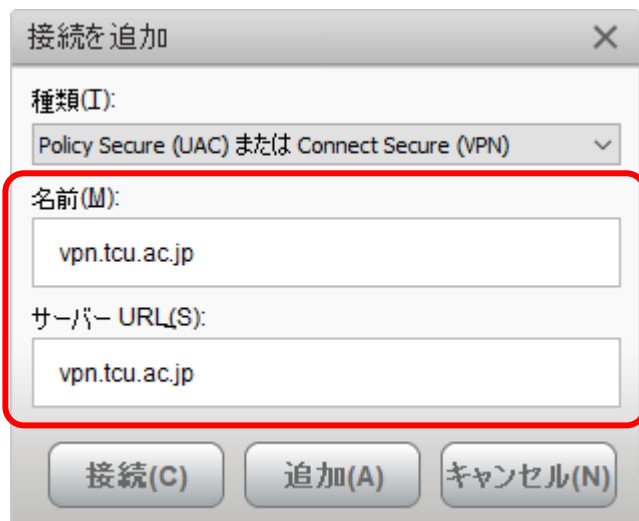 接続を追加
種類(T):
Policy Secure (UAC) または Connect Secure (VPN)
名前(M):
vpn.tcu.ac.jp
サーバー URL(S):
vpn.tcu.ac.jp
接続(C) 追加(A) キャンセル(N)